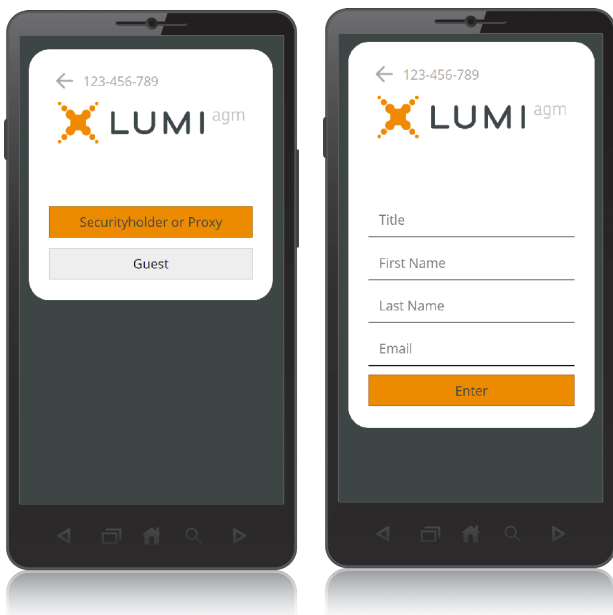 123-456-789
LUMI agm
Securityholder or Proxy
Guest
123-456-789
LUMI agm
Title
First Name
Last Name
Email
Enter